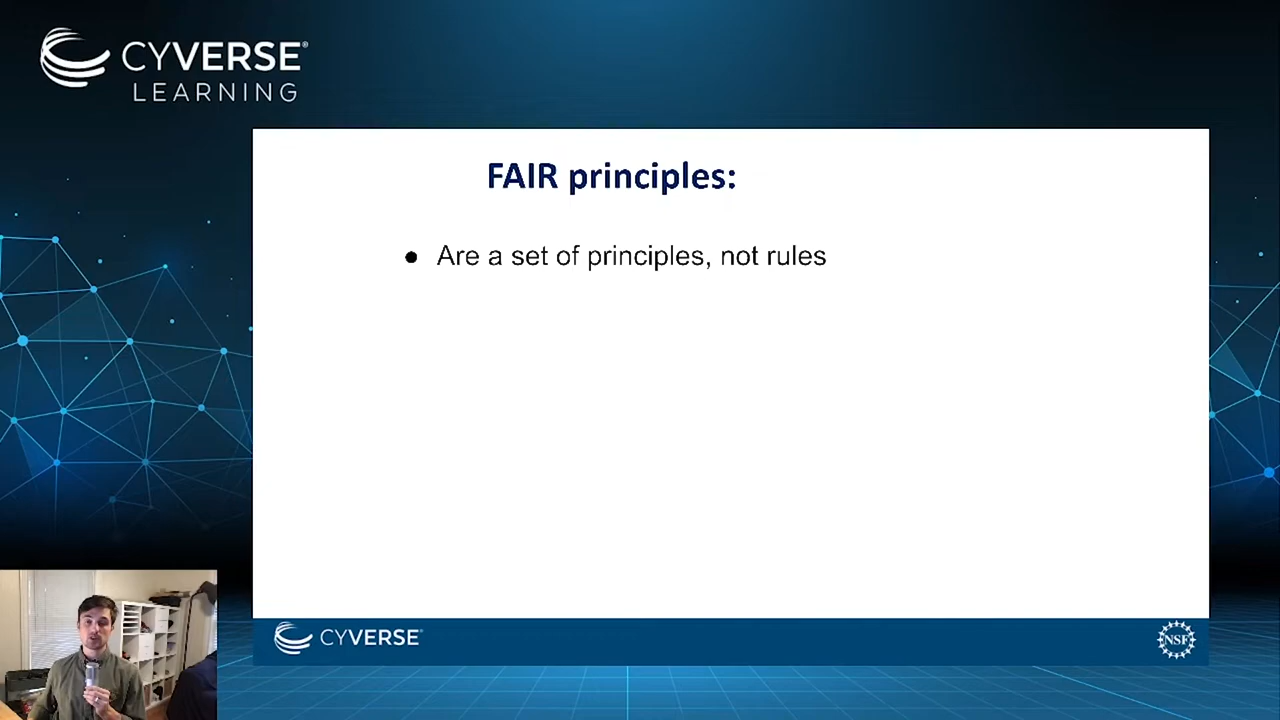 CYVERSE®
LEARNING
FAIR principles:
● Are a set of principles, not rules
CYVERSE®
NSF